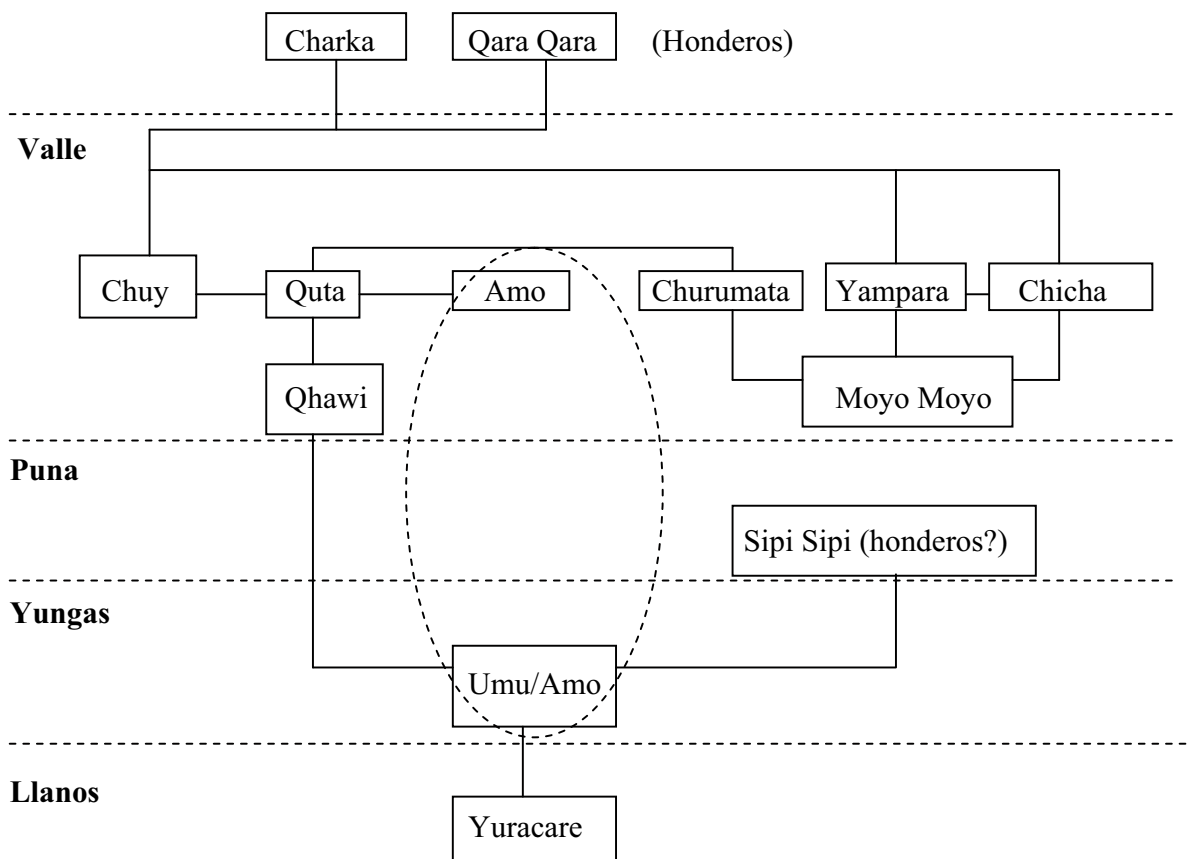 Charka
Qara Qara
(Honderos)
Valle
Chuy
Quta
Amo
Churumata
Yampara
Chicha
Qhawi
Moyo Moyo
Puna
Sipi Sipi (honderos?)
Yungas
Umu/Amo
Llanos
Yuracare